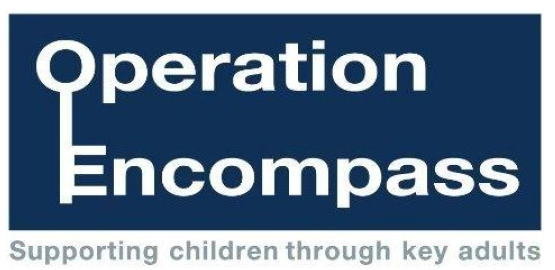 Operation
Encompass
Supporting children through key adults